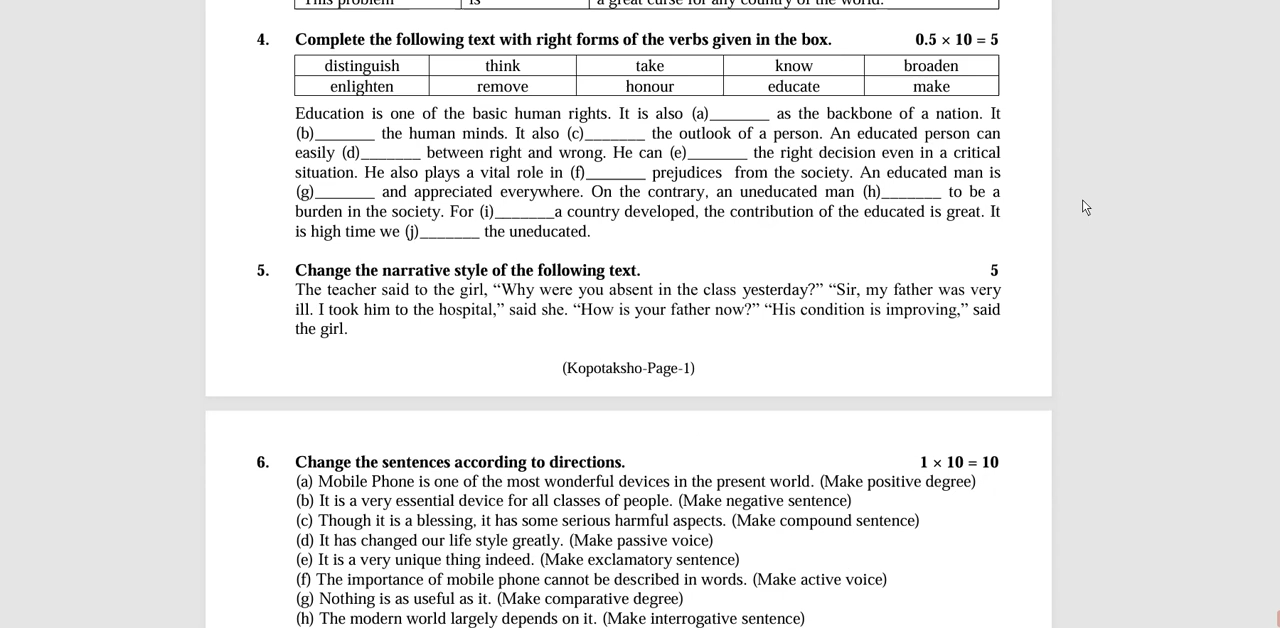 This problem is a great curse for any country of the world.
4. Complete the following text with right forms of the verbs given in the box. 0.5 × 10 = 5
distinguish think take know broaden
enlighten remove honour educate make
Education is one of the basic human rights. It is also (a)_______ as the backbone of a nation. It
(b)_______ the human minds. It also (c)_______ the outlook of a person. An educated person can
easily (d)_______ between right and wrong. He can (e)_______ the right decision even in a critical
situation. He also plays a vital role in (f)_______ prejudices from the society. An educated man is
(g)_______ and appreciated everywhere. On the contrary, an uneducated man (h)_______ to be a
burden in the society. For (i)_______a country developed, the contribution of the educated is great. It
is high time we (j)_______ the uneducated.
5. Change the narrative style of the following text. 5
The teacher said to the girl, “Why were you absent in the class yesterday?” “Sir, my father was very
ill. I took him to the hospital,” said she. “How is your father now?” “His condition is improving,” said
the girl.
(Kopotaksho-Page-1)
6. Change the sentences according to directions. 1 × 10 = 10
(a) Mobile Phone is one of the most wonderful devices in the present world. (Make positive degree)
(b) It is a very essential device for all classes of people. (Make negative sentence)
(c) Though it is a blessing, it has some serious harmful aspects. (Make compound sentence)
(d) It has changed our life style greatly. (Make passive voice)
(e) It is a very unique thing indeed. (Make exclamatory sentence)
(f) The importance of mobile phone cannot be described in words. (Make active voice)
(g) Nothing is as useful as it. (Make comparative degree)
(h) The modern world largely depends on it. (Make interrogative sentence)